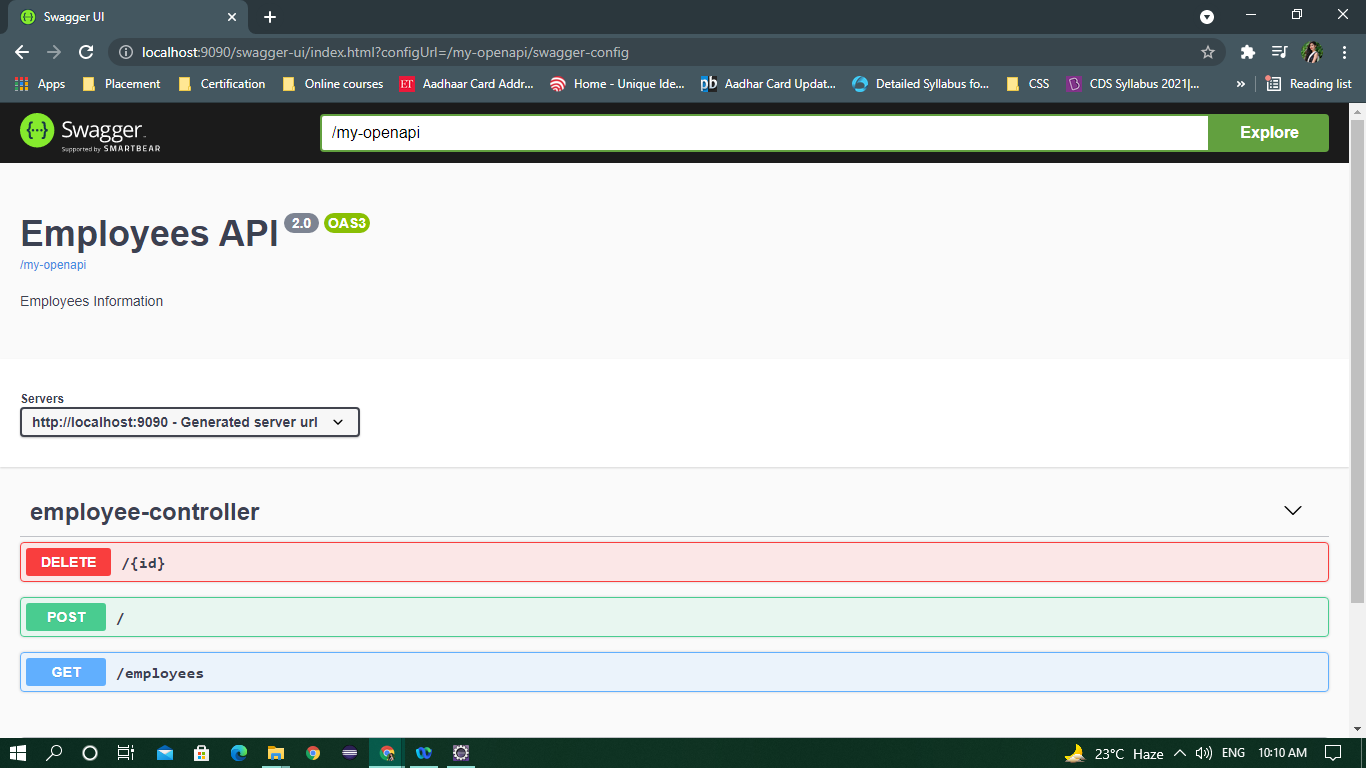 Swagger UI
localhost:9090/swagger-ui/index.html?configUrl=/my-openapi/swagger-config
Apps Placement Certification Online courses ET Aadhaar Card Addr... Home - Unique Ide... pb Aadhar Card Updat... Detailed Syllabus fo... CSS B CDS Syllabus 2021|... » Reading list
{···} Swagger.
Supported by SMARTBEAR
/my-openapi
Explore
Employees API 2.0 OAS3
/my-openapi
Employees Information
Servers
http://localhost:9090 - Generated server url
employee-controller
DELETE /{id}
POST /
GET /employees
23°C Haze ENG 10:10 AM